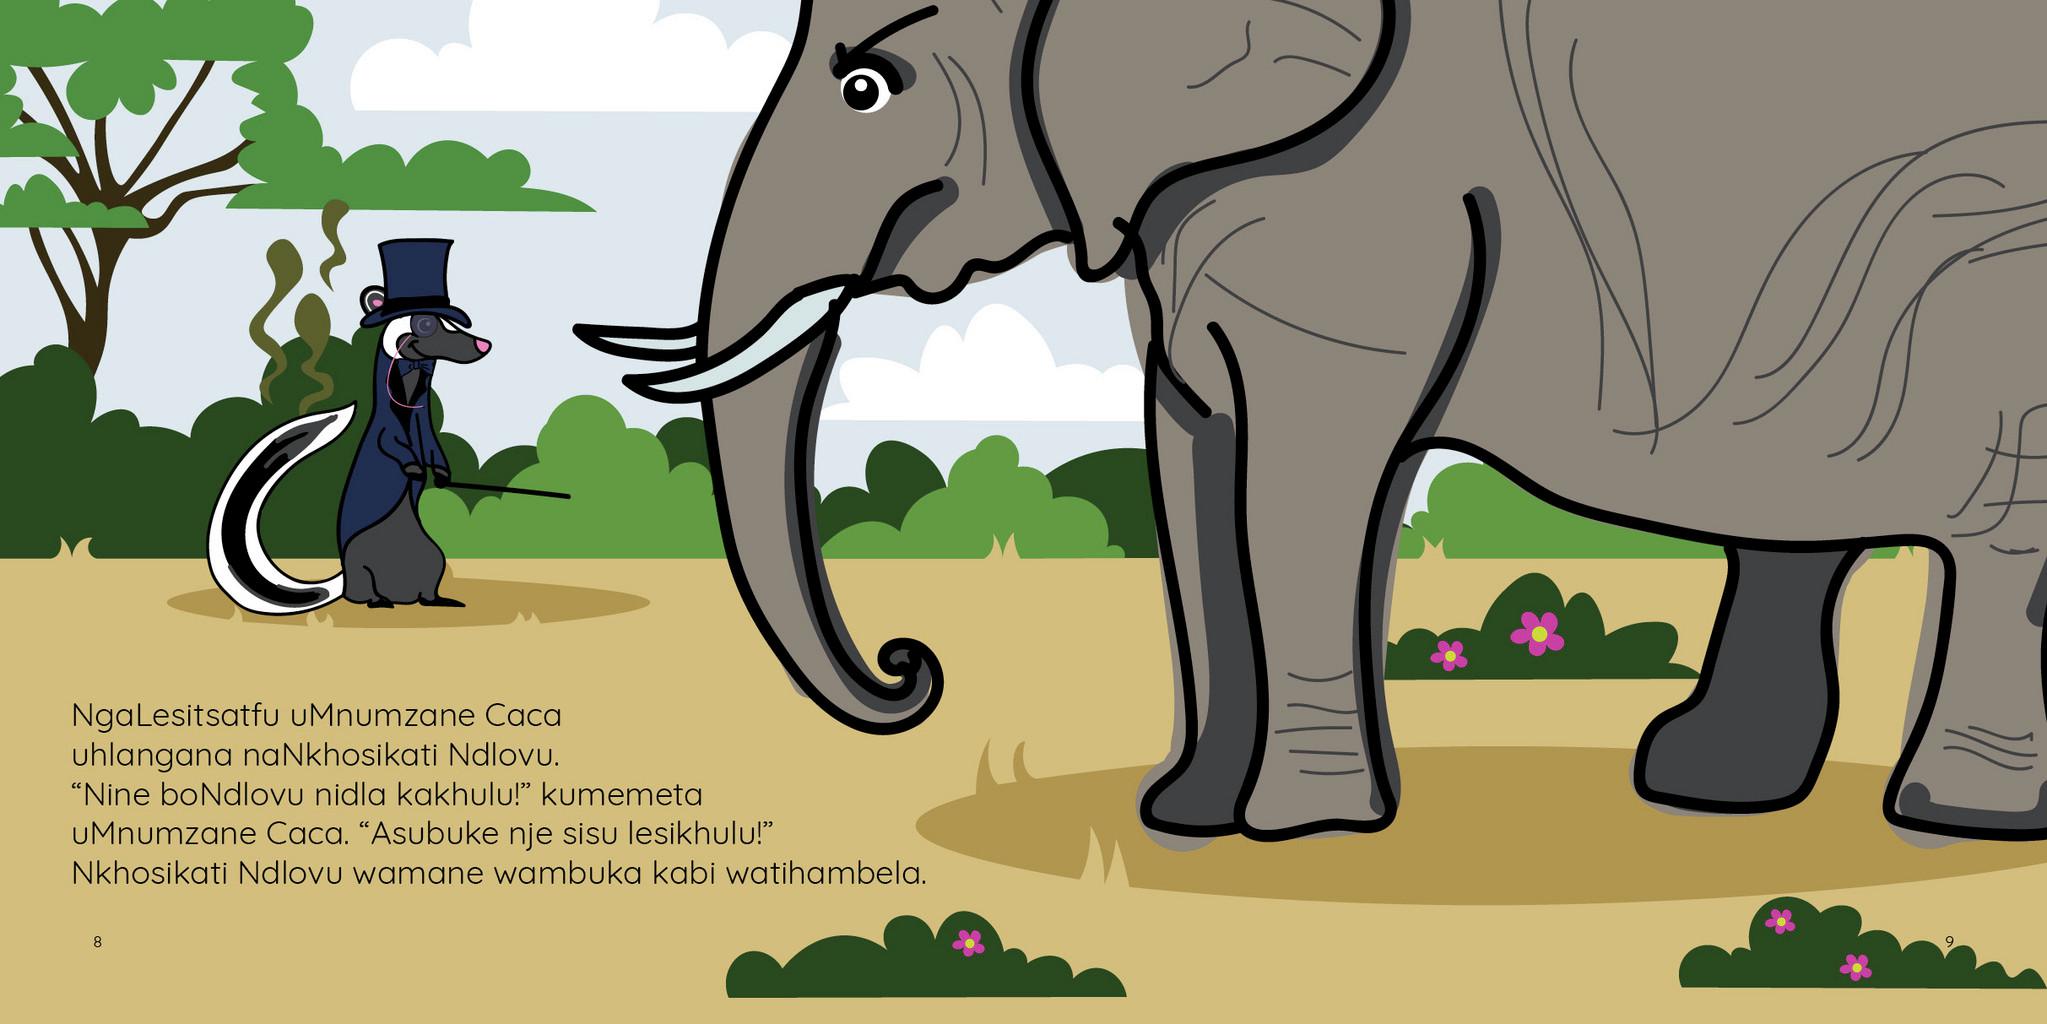 NgaLesitsatfu uMnumzane Caca
uhlangana naNkhosikati Ndlovu.
“Nine boNdlovu nidla kakhulu!” kumemeta
uMnumzane Caca. “Asubuke nje sisu lesikhulu!”
Nkhosikati Ndlovu wamane wambuka kabi watihambela.
8
9